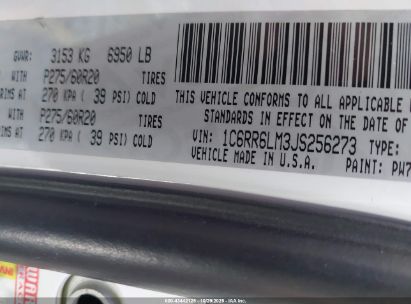 GVWR: 3153 KG 6950 LB
WITH P275/60R20 TIRES
RIMS AT 270 KPA ( 39 PSI) COLD
WITH P275/60R20 TIRES
RIMS AT 270 KPA ( 39 PSI) COLD
THIS VEHICLE CONFORMS TO ALL APPLICABLE
STANDARDS IN EFFECT ON THE DATE OF
VIN: 1C6RR6LM3JS256273 TYPE:
VEHICLE MADE IN U.S.A. PAINT: PW7